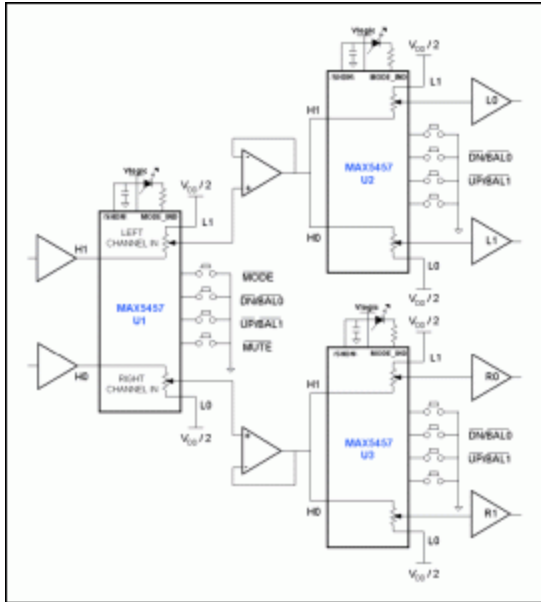 Vlogic
/SHDN MODE_IND
VDD / 2
L1
H1
LEFT
CHANNEL IN
MAX5457
U1
MODE
DN/BAL0
UP/BAL1
MUTE
H0
RIGHT
CHANNEL IN
L0
VDD / 2
Vlogic
/SHDN MODE_IND
VDD / 2
L1
H1
MAX5457
U2
DN/BAL0
UP/BAL1
H0
L0
VDD / 2
L0
L1
Vlogic
/SHDN MODE_IND
VDD / 2
L1
H1
MAX5457
U3
DN/BAL0
UP/BAL1
H0
L0
VDD / 2
R0
R1